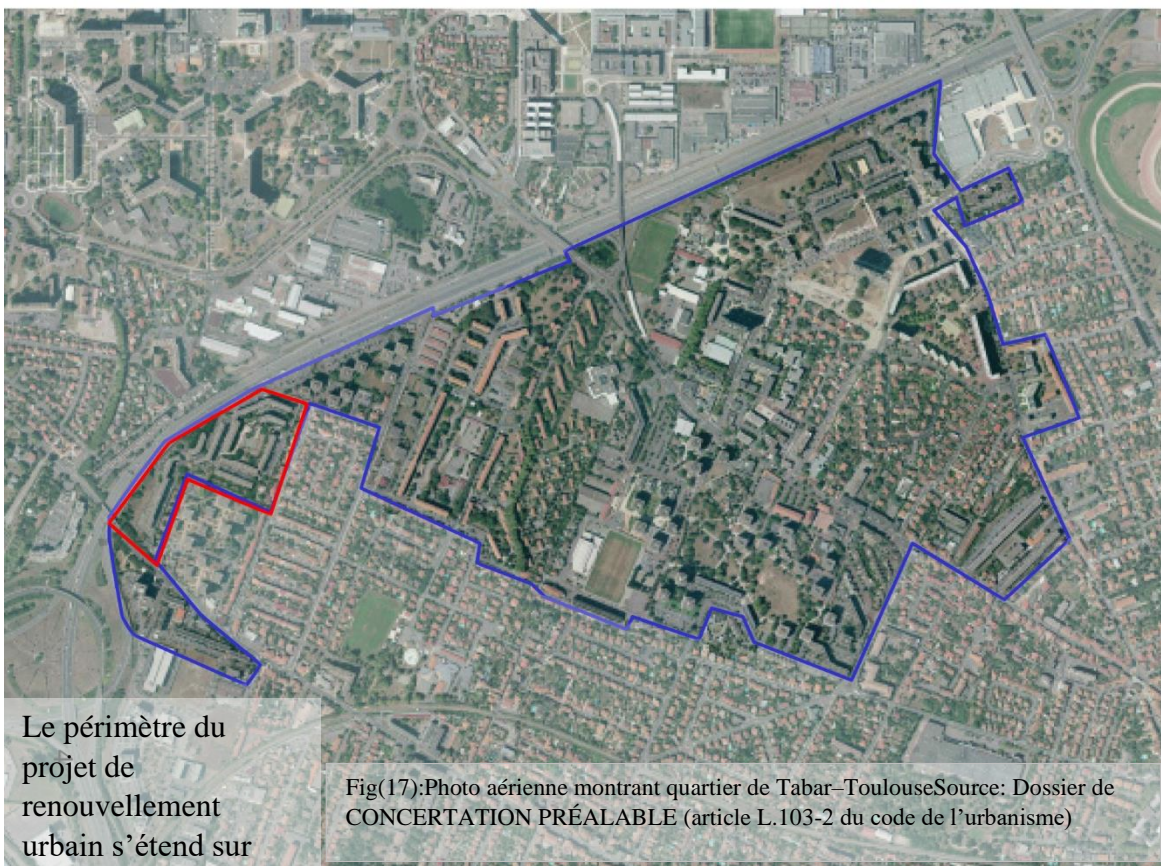 Le périmètre du
projet de
renouvellement
urbain s’étend sur
Fig(17):Photo aérienne montrant quartier de Tabar–ToulouseSource: Dossier de
CONCERTATION PRÉALABLE (article L.103-2 du code de l’urbanisme)